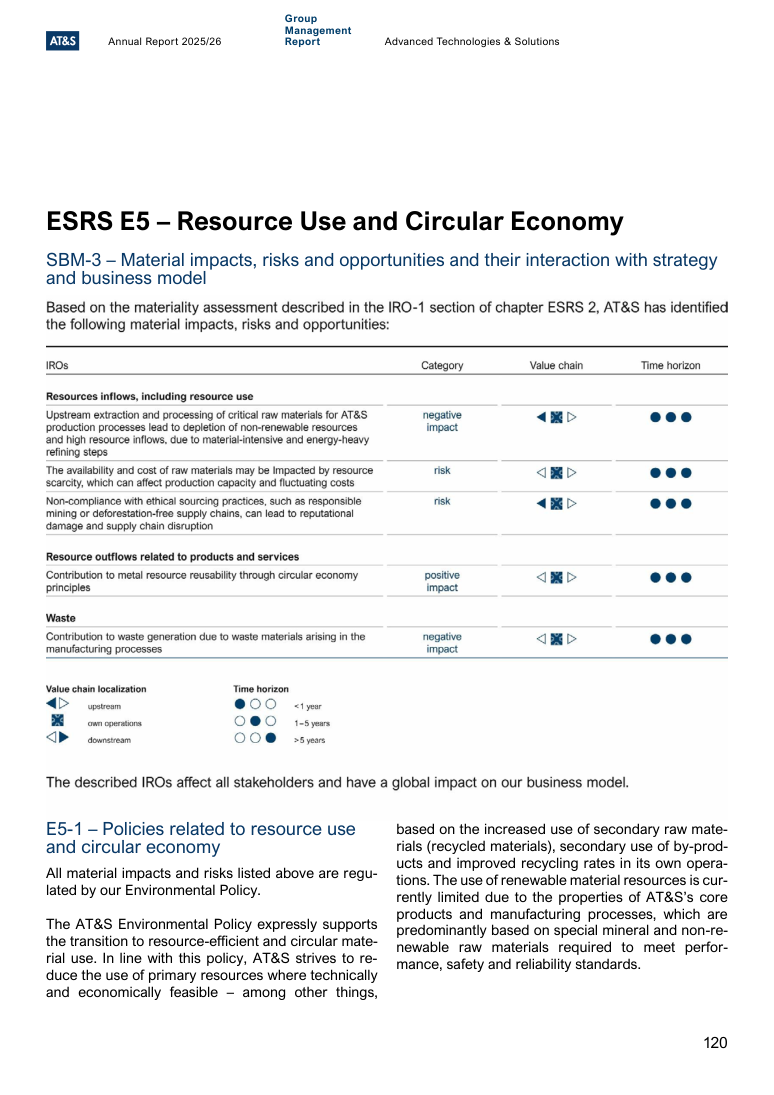 AT&S
Annual Report 2025/26
Group
Management
Report
Advanced Technologies & Solutions
ESRS E5 – Resource Use and Circular Economy
SBM-3 – Material impacts, risks and opportunities and their interaction with strategy
and business model
Based on the materiality assessment described in the IRO-1 section of chapter ESRS 2, AT&S has identified
the following material impacts, risks and opportunities:
IROs Category Value chain Time horizon
Resources inflows, including resource use
Upstream extraction and processing of critical raw materials for AT&S
production processes lead to depletion of non-renewable resources
and high resource inflows, due to material-intensive and energy-heavy
refining steps
negative
impact
The availability and cost of raw materials may be Impacted by resource
scarcity, which can affect production capacity and fluctuating costs
risk
Non-compliance with ethical sourcing practices, such as responsible
mining or deforestation-free supply chains, can lead to reputational
damage and supply chain disruption
risk
Resource outflows related to products and services
Contribution to metal resource reusability through circular economy
principles
positive
impact
Waste
Contribution to waste generation due to waste materials arising in the
manufacturing processes
negative
impact
Value chain localization
upstream
own operations
downstream
Time horizon
<1 year
1–5 years
>5 years
The described IROs affect all stakeholders and have a global impact on our business model.
E5-1 – Policies related to resource use
and circular economy
All material impacts and risks listed above are regu-
lated by our Environmental Policy.
The AT&S Environmental Policy expressly supports
the transition to resource-efficient and circular mate-
rial use. In line with this policy, AT&S strives to re-
duce the use of primary resources where technically
and economically feasible – among other things,
based on the increased use of secondary raw mate-
rials (recycled materials), secondary use of by-prod-
ucts and improved recycling rates in its own opera-
tions. The use of renewable material resources is cur-
rently limited due to the properties of AT&S's core
products and manufacturing processes, which are
predominantly based on special mineral and non-re-
newable raw materials required to meet perfor-
mance, safety and reliability standards.
120